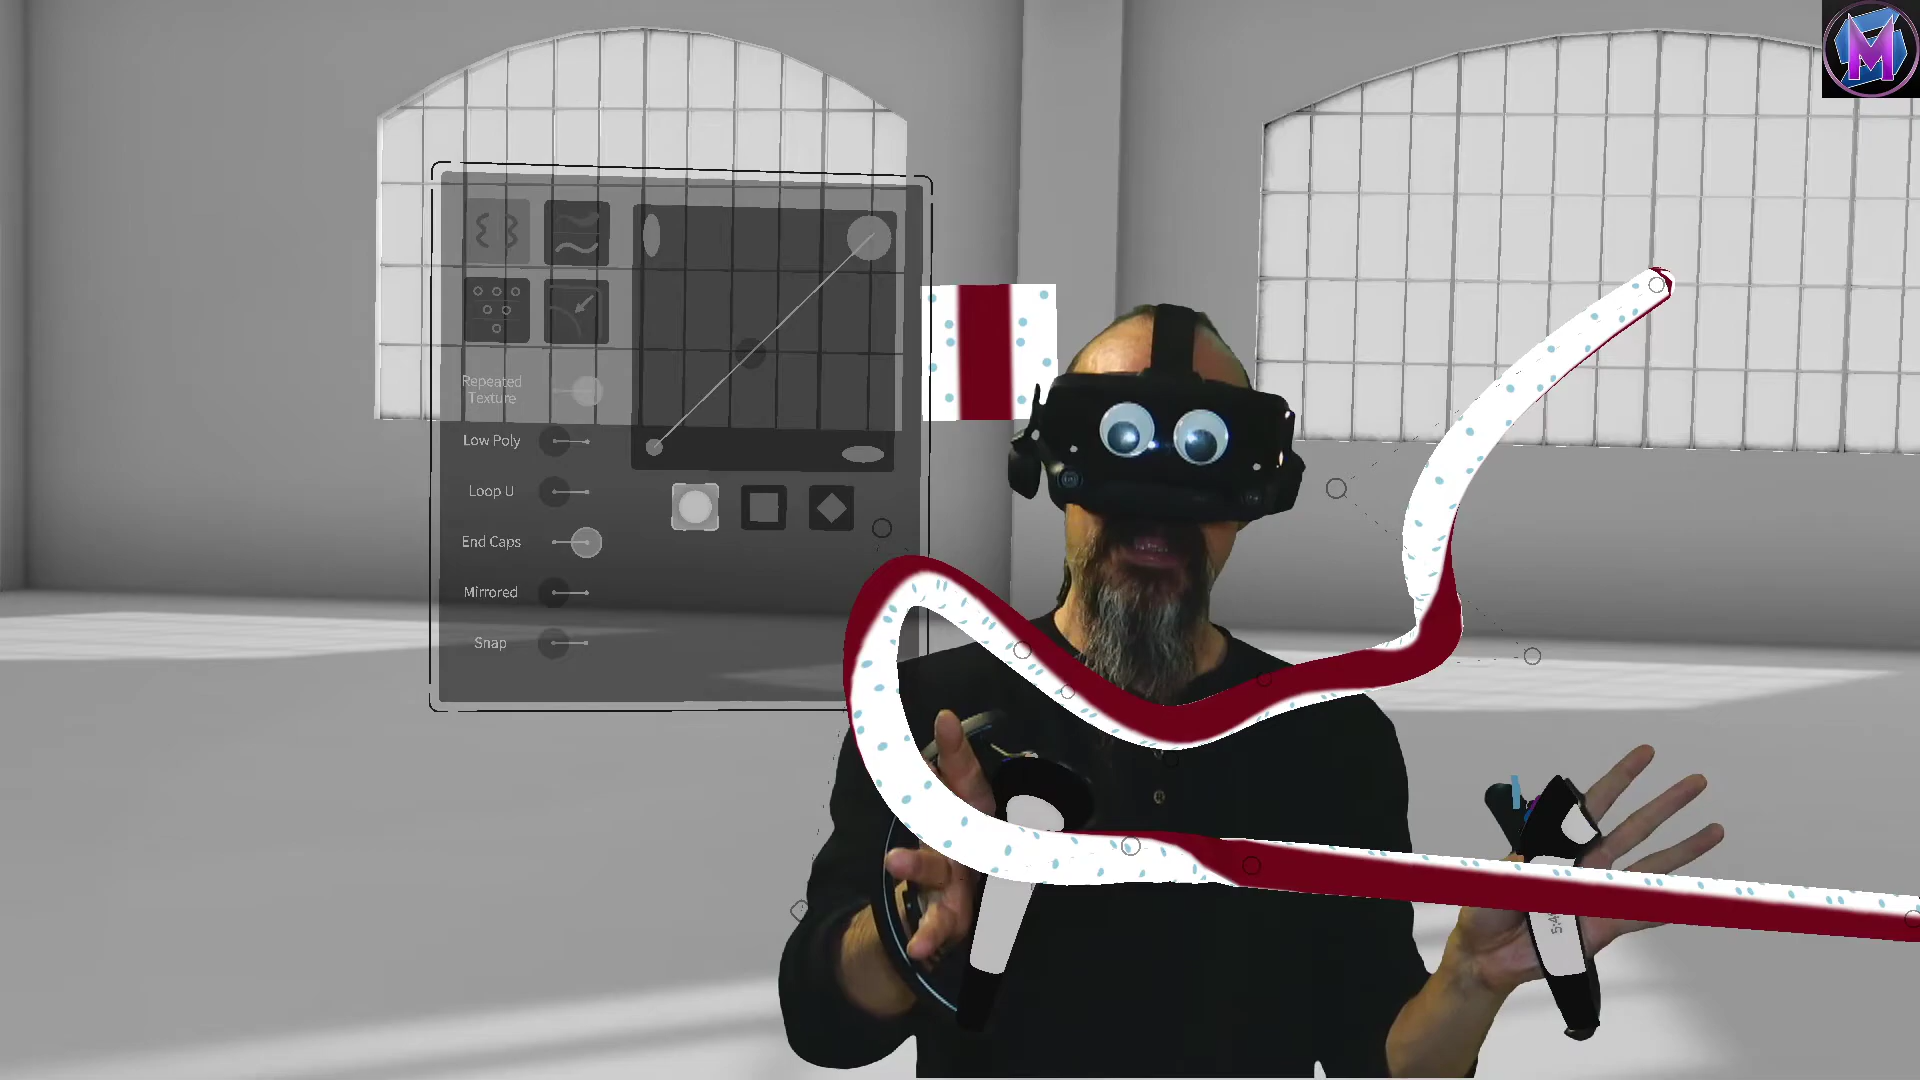 M
Repeated
Texture
Low Poly
Loop U
End Caps
Mirrored
Snap